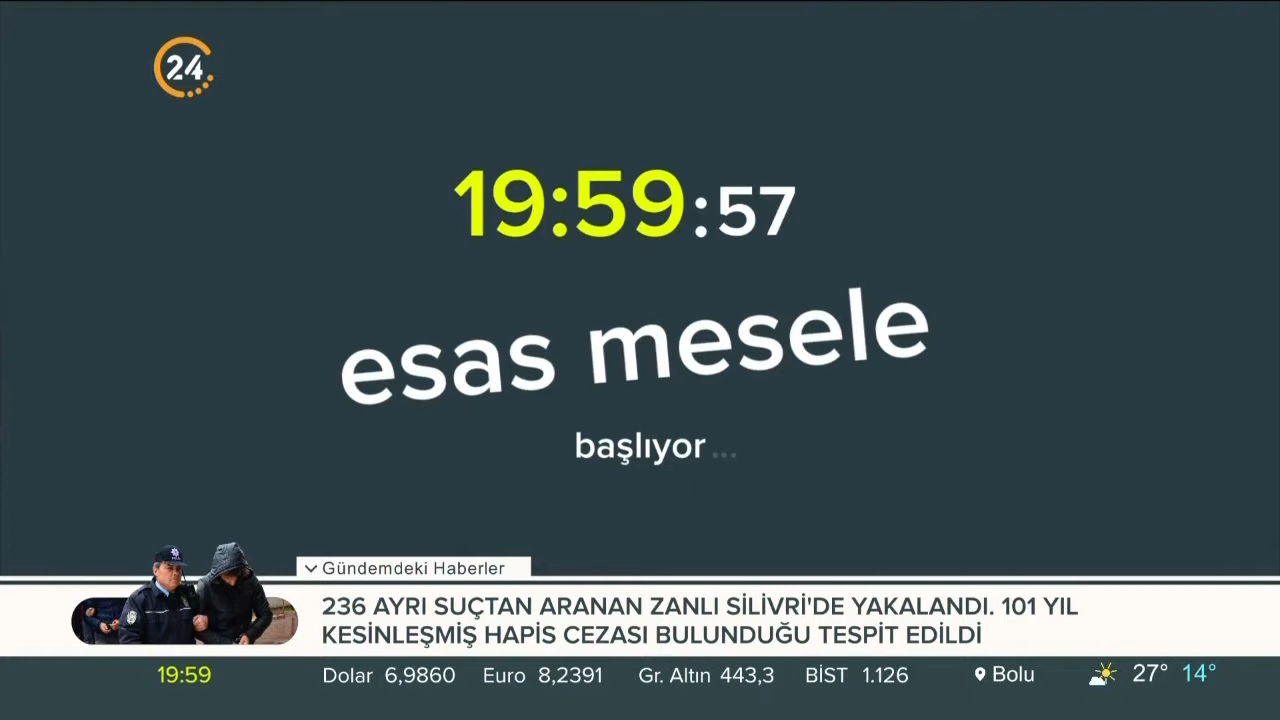 24
19:59:57
esas mesele
başlıyor...
Gündemdeki Haberler
236 AYRI SUÇTAN ARANAN ZANLI SİLİVRİ'DE YAKALANDI. 101 YIL
KESİNLEŞMİŞ HAPİS CEZASI BULUNDUĞU TESPİT EDİLDİ
19:59 Dolar 6,9860 Euro 8,2391 Gr. Altın 443,3 BİST 1.126 Bolu 27° 14°